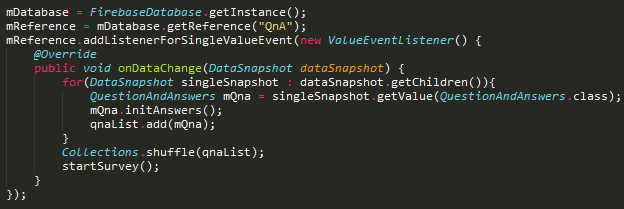 mDatabase = FirebaseDatabase.getInstance();
mReference = mDatabase.getReference("QnA");
mReference.addListenerForSingleValueEvent(new ValueEventListener() {
    @Override
    public void onDataChange(DataSnapshot dataSnapshot) {
        for(DataSnapshot singleSnapshot : dataSnapshot.getChildren()){
            QuestionAndAnswers mQna = singleSnapshot.getValue(QuestionAndAnswers.class);
            mQna.initAnswers();
            qnaList.add(mQna);
        }
        Collections.shuffle(qnaList);
        startSurvey();
    }
});